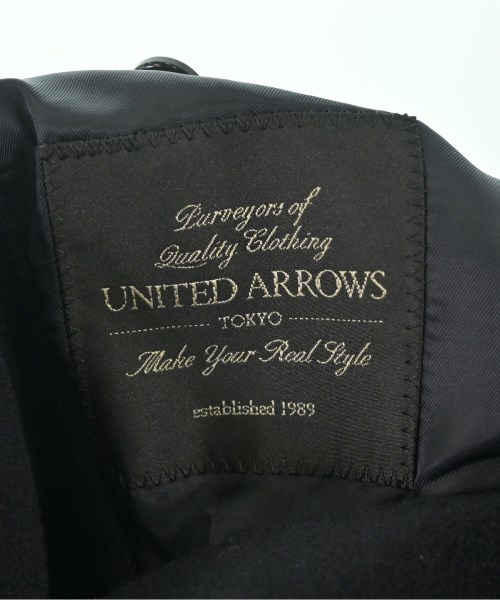 Purveyors of
Quality Clothing
UNITED ARROWS
TOKYO
Make Your Real Style
established 1989